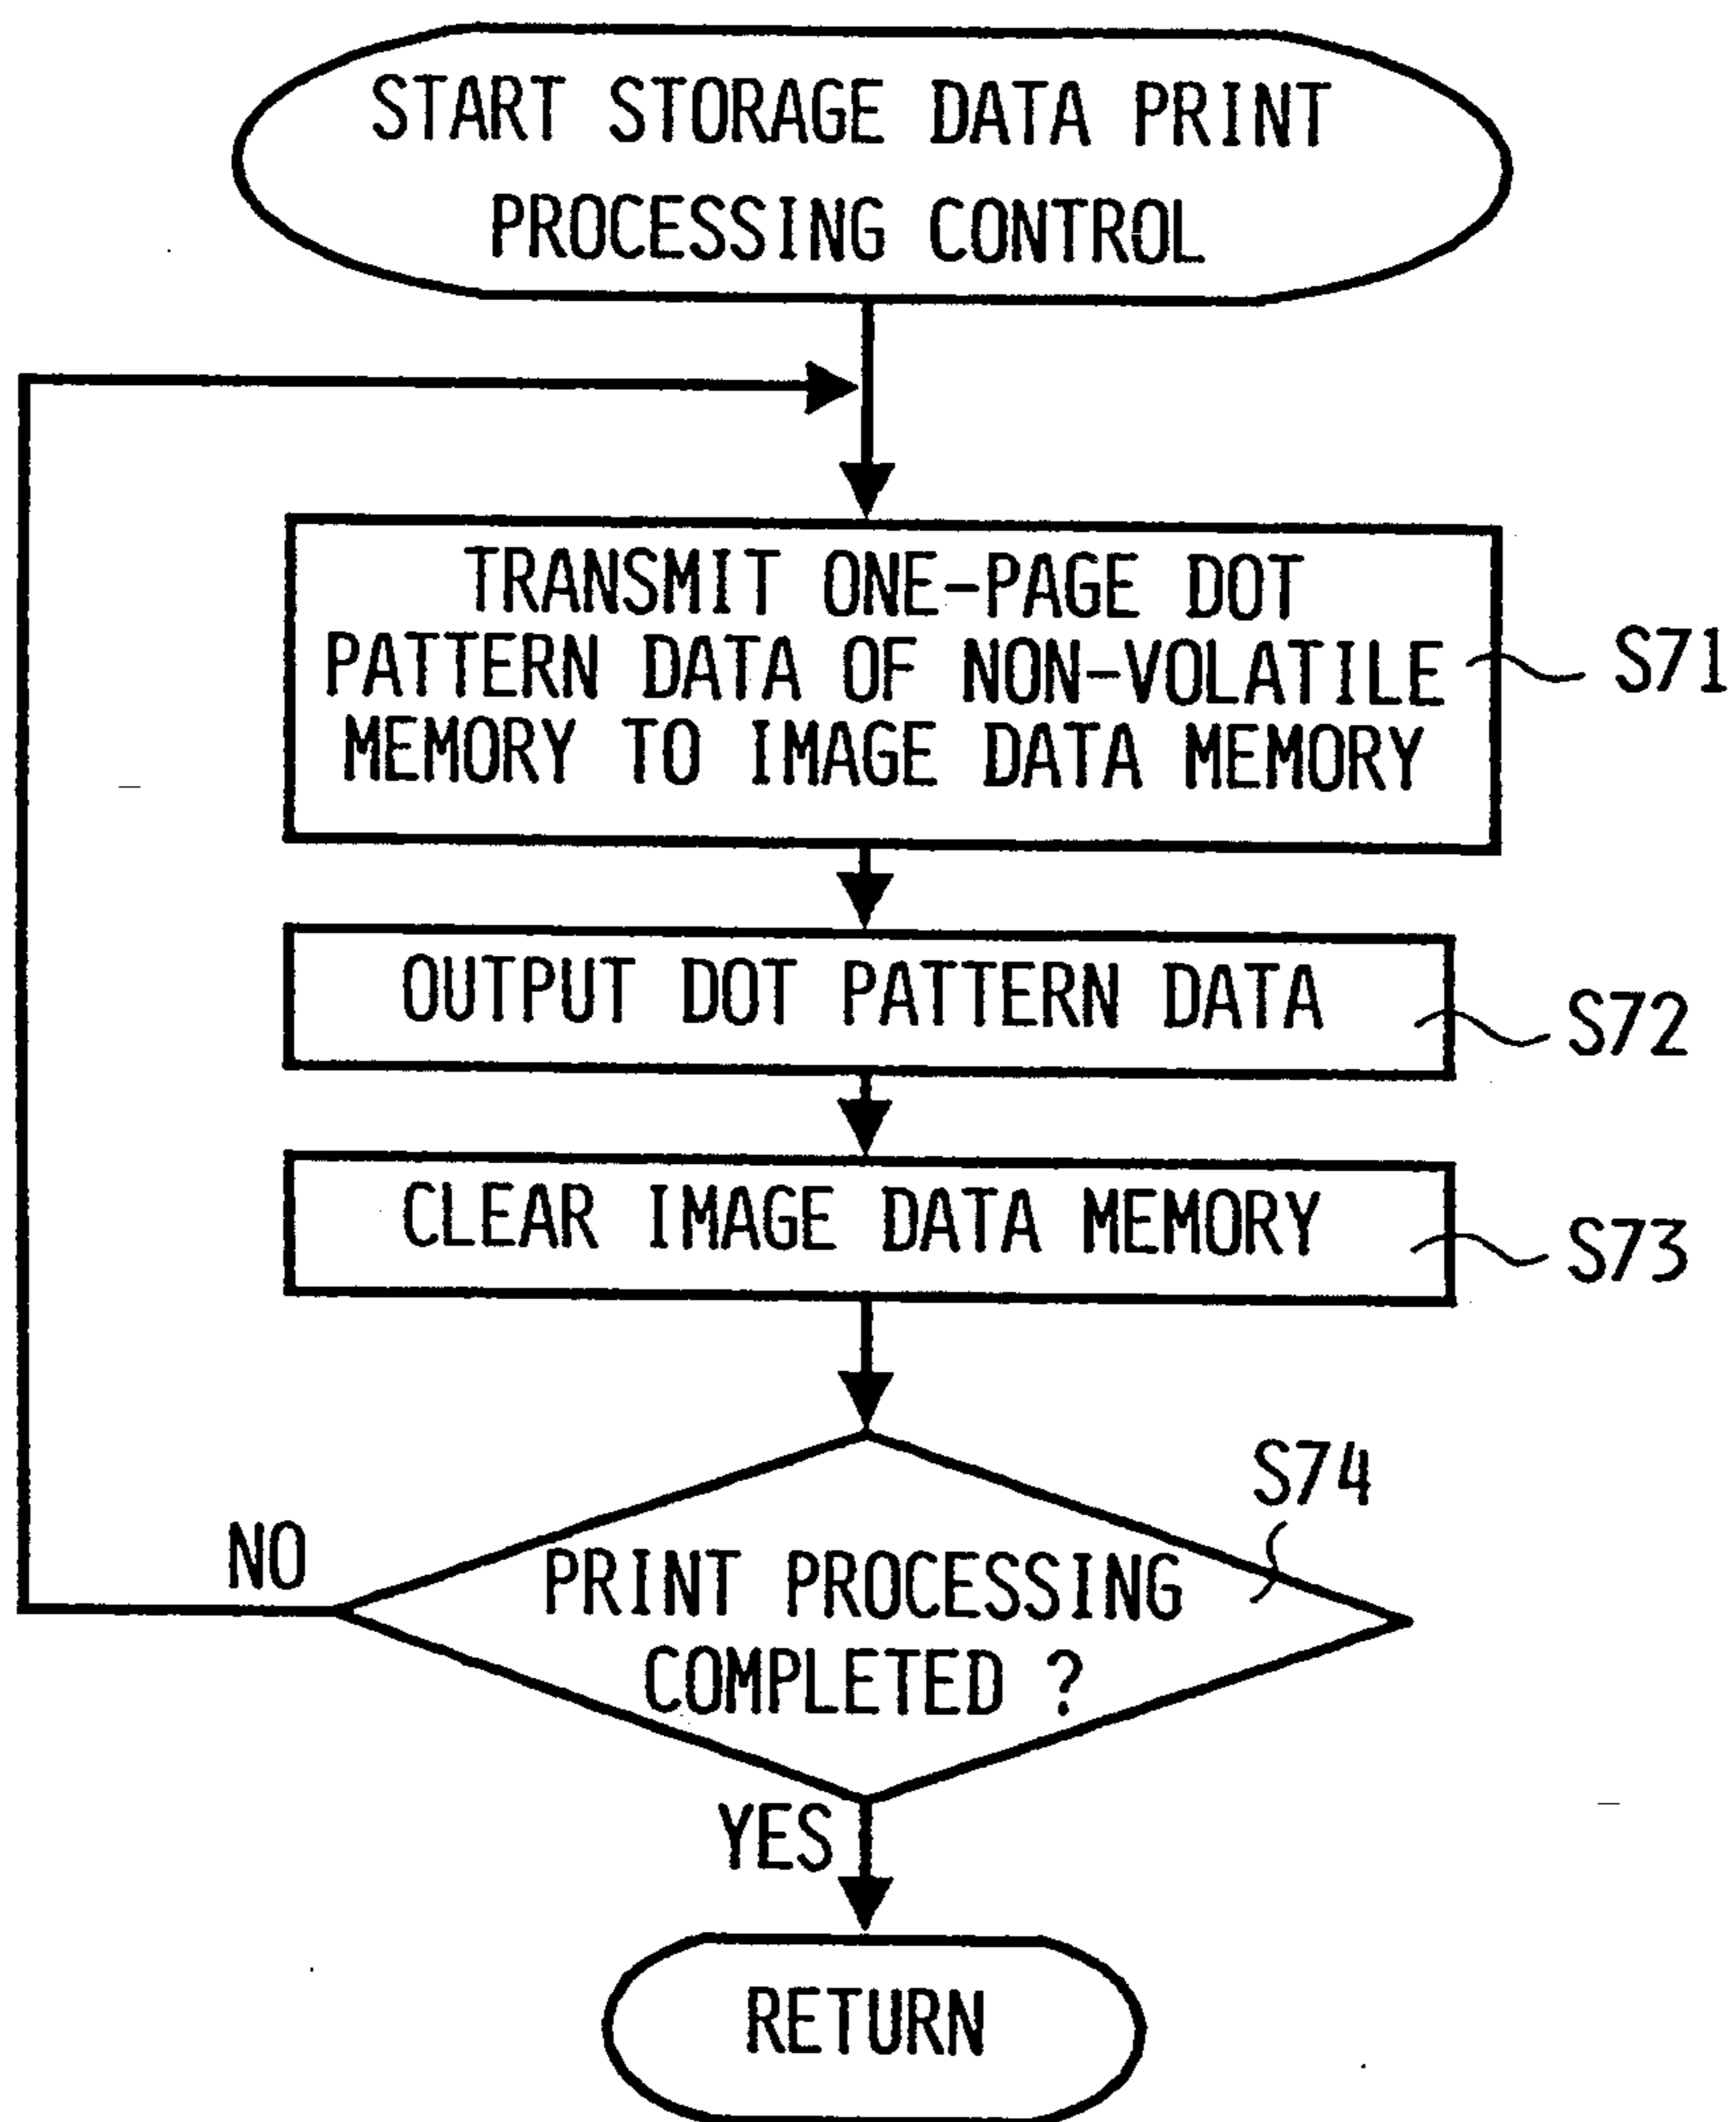 START STORAGE DATA PRINT
PROCESSING CONTROL
TRANSMIT ONE-PAGE DOT
PATTERN DATA OF NON-VOLATILE
MEMORY TO IMAGE DATA MEMORY
S71
OUTPUT DOT PATTERN DATA
S72
CLEAR IMAGE DATA MEMORY
S73
S74
NO
PRINT PROCESSING
COMPLETED ?
YES
RETURN